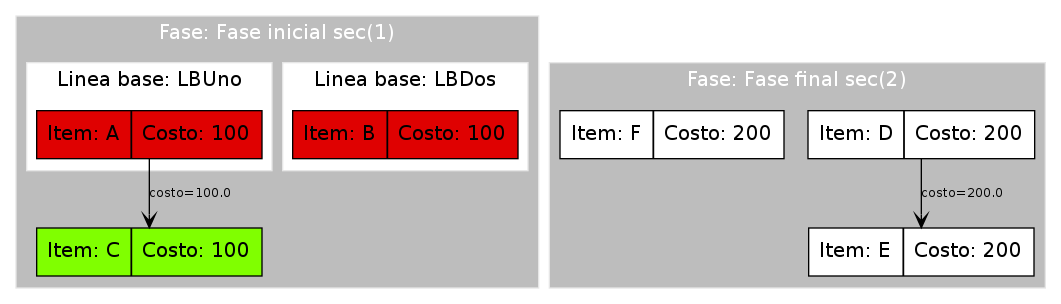 Fase: Fase inicial sec(1)
Linea base: LBUno
Item: A Costo: 100
costo=100.0
Item: C Costo: 100
Linea base: LBDos
Item: B Costo: 100
Fase: Fase final sec(2)
Item: F Costo: 200
Item: D Costo: 200
costo=200.0
Item: E Costo: 200